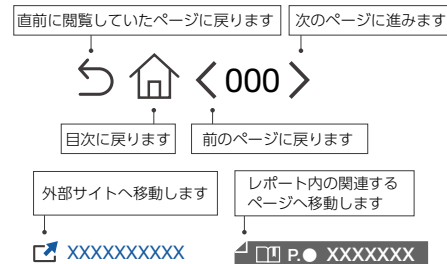 直前に閲覧していたページに戻ります
次のページに進みます
000
目次に戻ります
前のページに戻ります
外部サイトへ移動します
レポート内の関連する
ページへ移動します
XXXXXXXXXX
P.● XXXXXXX